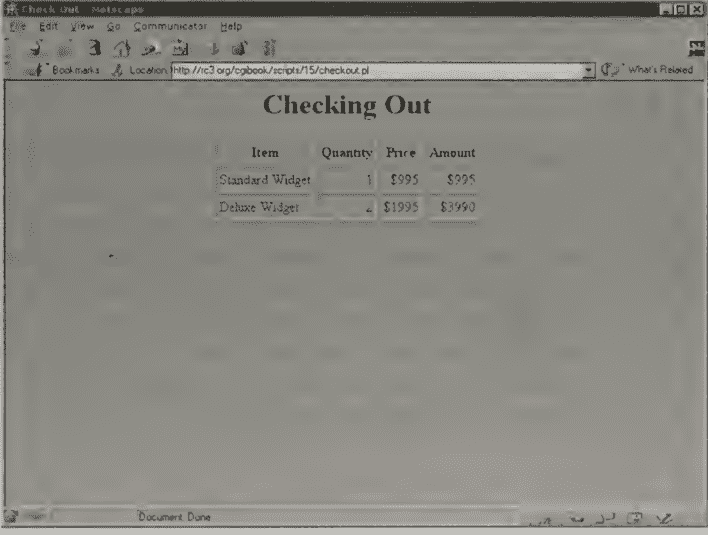 Check Out - Netscape
File Edit View Go Communicator Help
Bookmarks Location: http://rc3.org/cgibook/scripts/15/checkout.pl What's Related
Checking Out
Item Quantity Price Amount
Standard Widget 1 $995 $995
Deluxe Widget 2 $1995 $3990
Document: Done